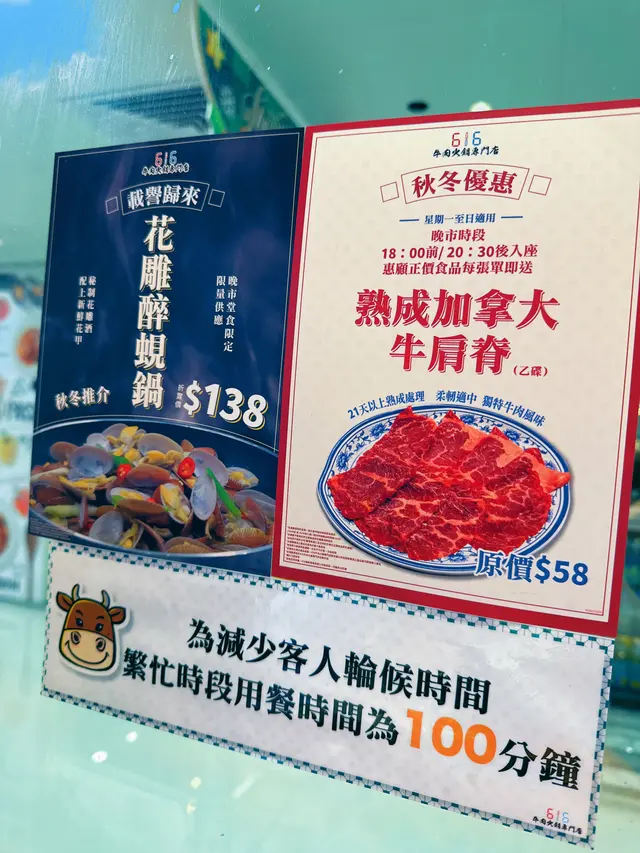 616
牛肉火鍋專門店
載譽歸來
花雕醉蜆鍋
晚市堂食限定
限量供應
秘制花雕酒
配上新鮮花甲
秋冬推介
折實價
$138
616
牛肉火鍋專門店
秋冬優惠
星期一至日適用
晚市時段
18：00前/ 20：30後入座
惠顧正價食品每張單即送
熟成加拿大
牛肩脊(乙碟)
21天以上熟成處理 柔韌適中 獨特牛肉風味
原價$58
為減少客人輪候時間
繁忙時段用餐時間為100分鐘
616
牛肉火鍋專門店